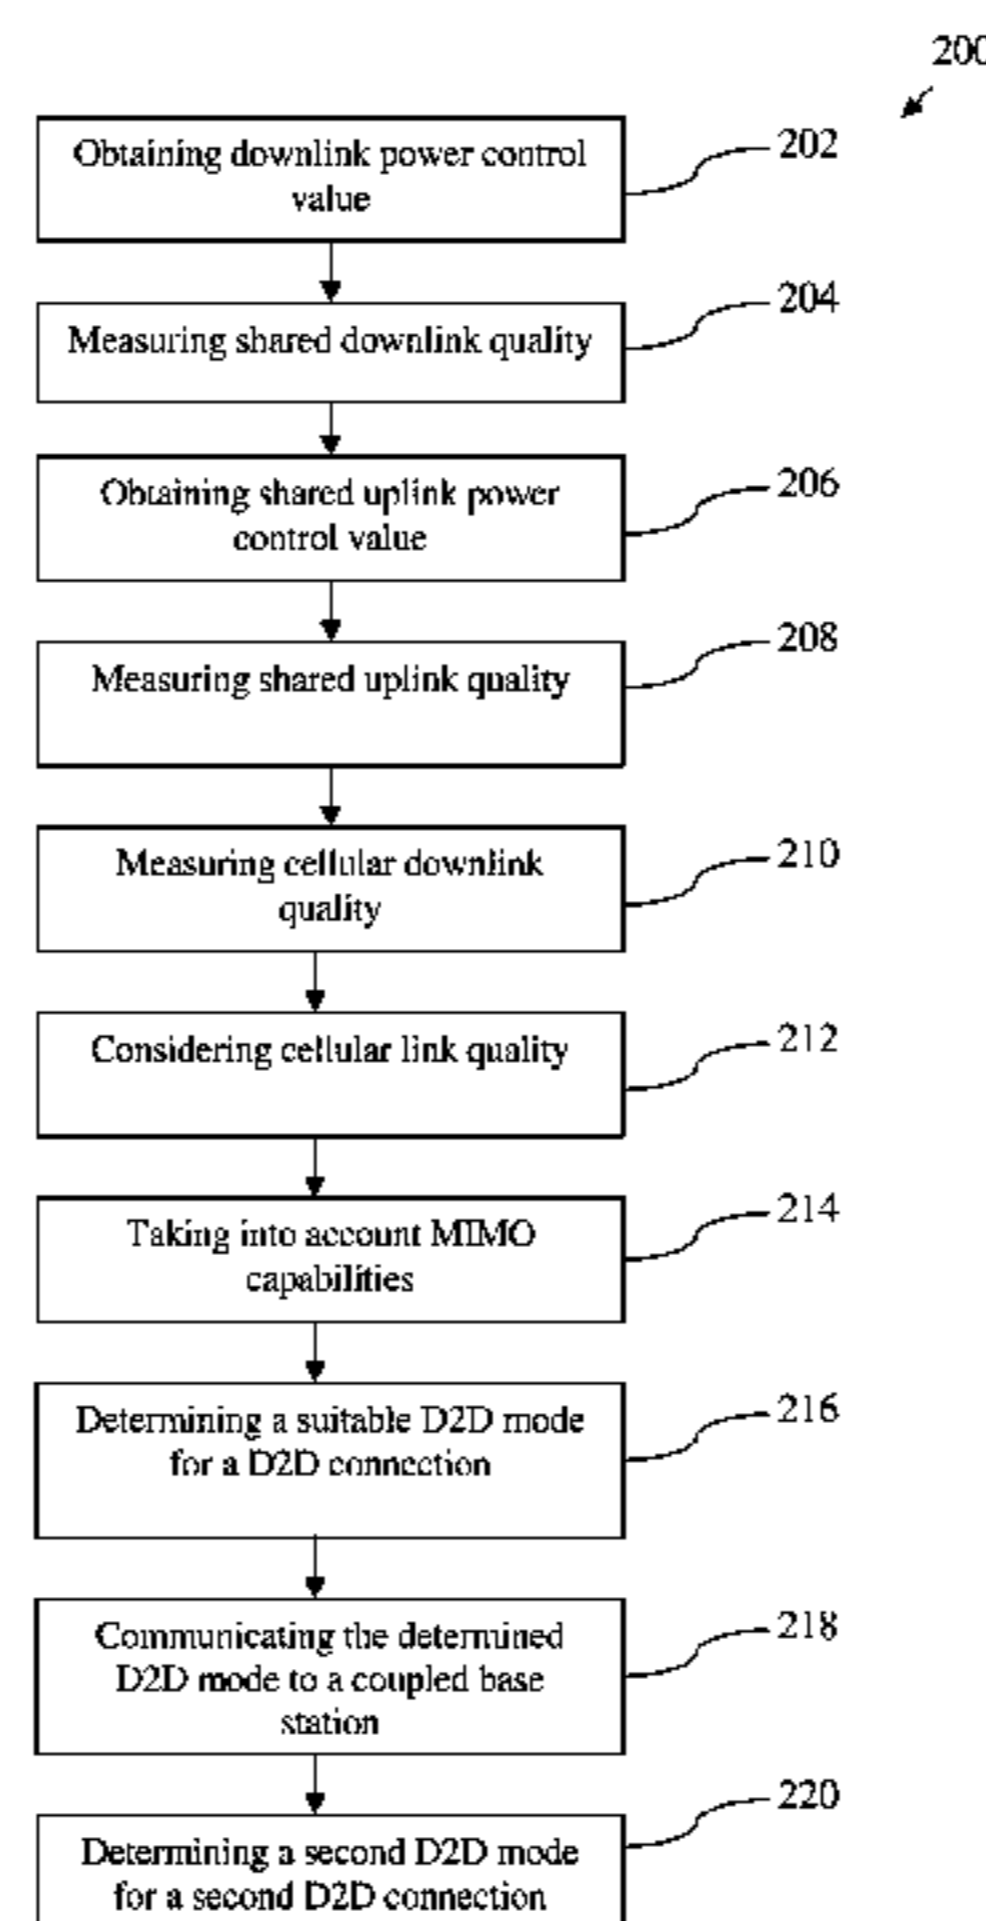 200
Obtaining downlink power control
value
202
Measuring shared downlink quality
204
Obtaining shared uplink power
control value
206
Measuring shared uplink quality
208
Measuring cellular downlink
quality
210
Considering cellular link quality
212
Taking into account MIMO
capabilities
214
Determining a suitable D2D mode
for a D2D connection
216
Communicating the determined
D2D mode to a coupled base
station
218
Determining a second D2D mode
for a second D2D connection
220